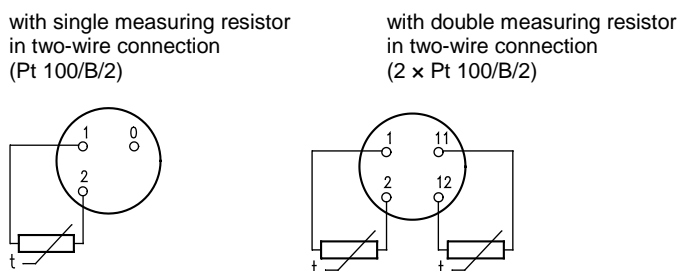 with single measuring resistor
in two-wire connection
(Pt 100/B/2)
1 0
2
t
with double measuring resistor
in two-wire connection
(2 × Pt 100/B/2)
1 11
2 12
t t